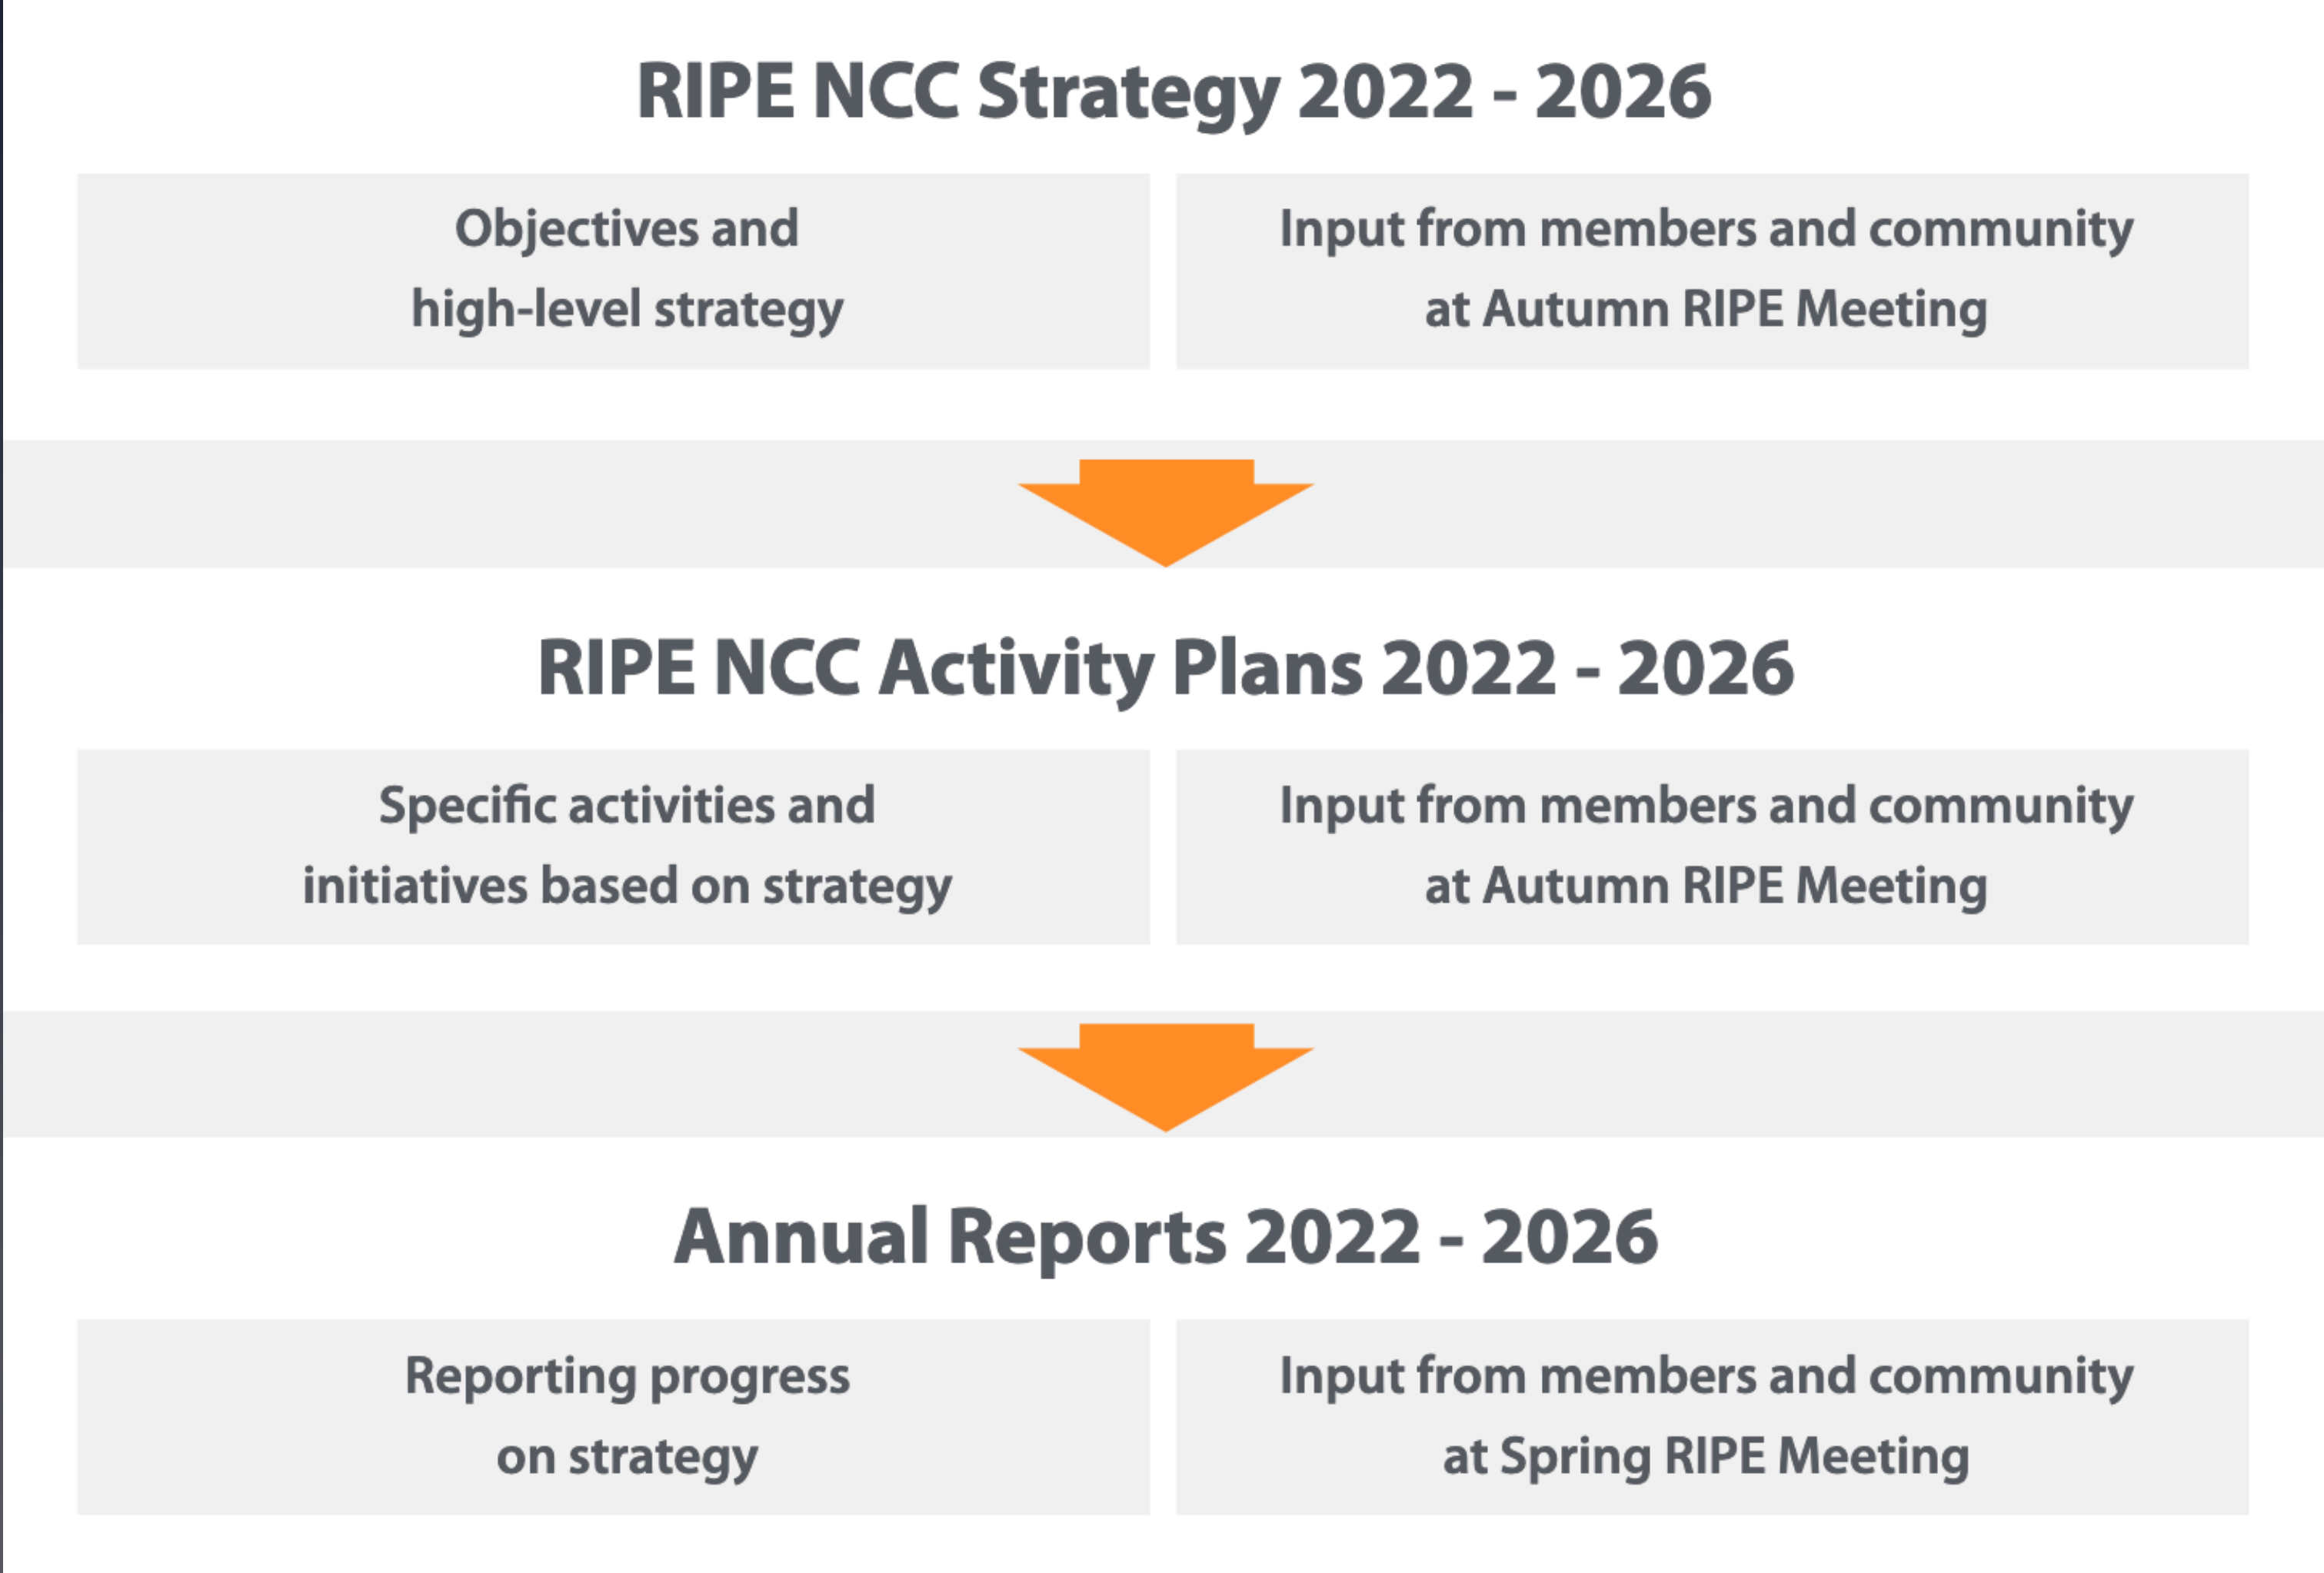 RIPE NCC Strategy 2022 - 2026
Objectives and
high-level strategy
Input from members and community
at Autumn RIPE Meeting
RIPE NCC Activity Plans 2022 - 2026
Specific activities and
initiatives based on strategy
Input from members and community
at Autumn RIPE Meeting
Annual Reports 2022 - 2026
Reporting progress
on strategy
Input from members and community
at Spring RIPE Meeting